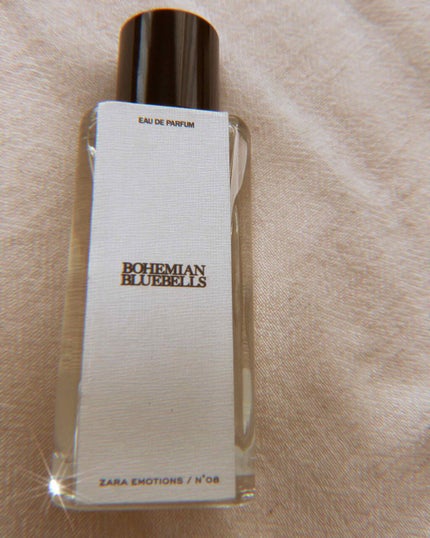 EAU DE PARFUM
BOHEMIAN
BLUEBELLS
ZARA EMOTIONS / N°08